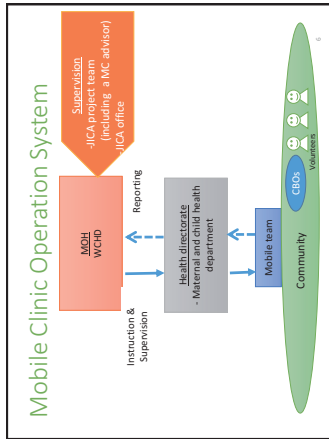 Mobile Clinic Operation System
MOH
WCHD
Supervision
-JICA project team
(including a MC advisor)
-JICA office
Instruction &
Supervision
Reporting
Health directorate
- Maternal and child health
department
Mobile team
Community
CBOs
Volunteers
6